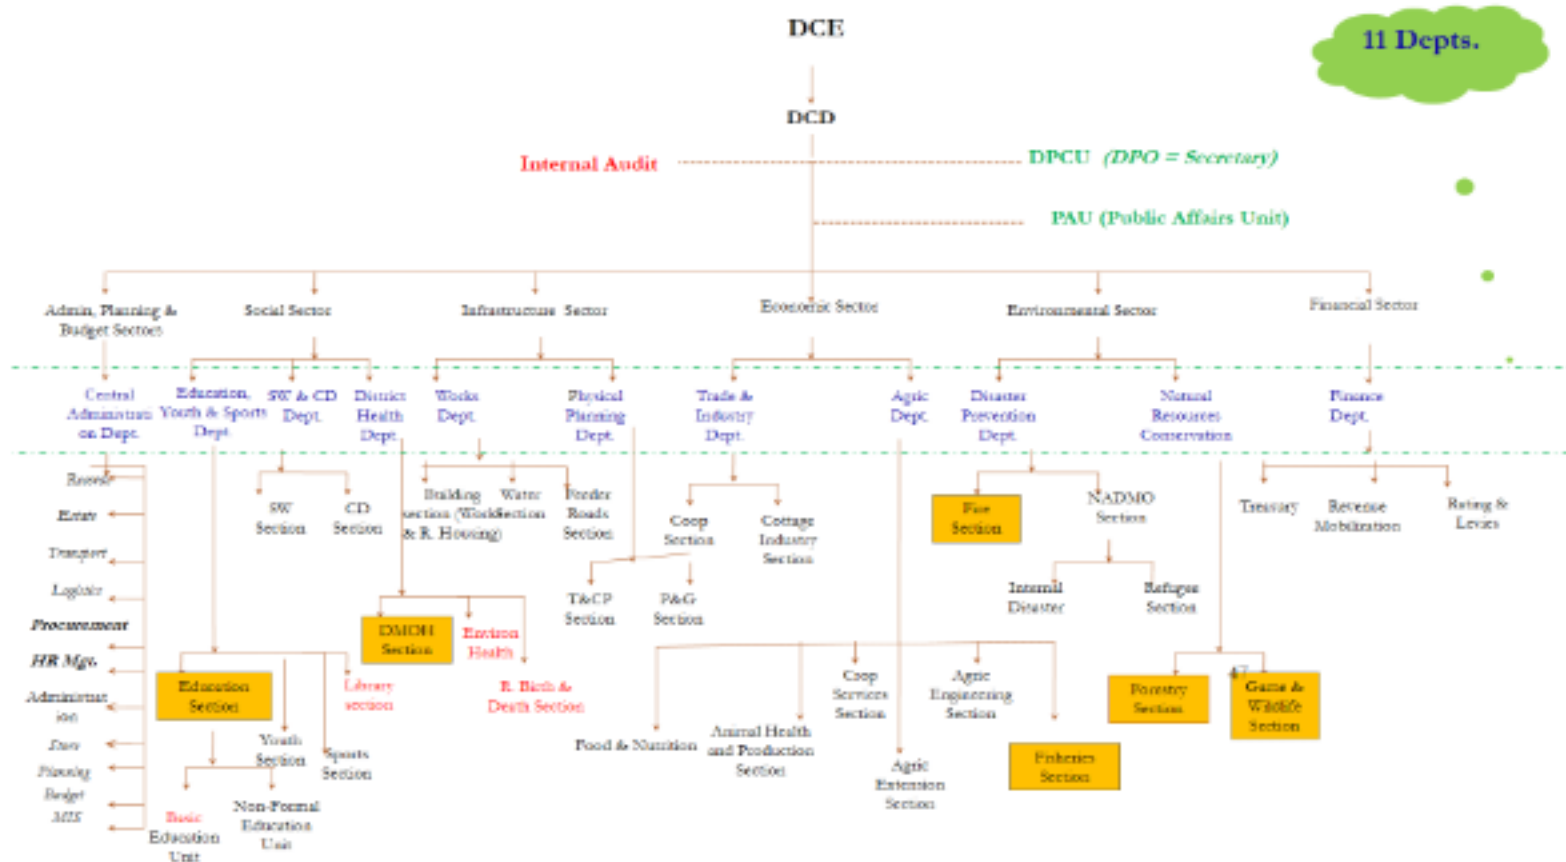 DCE
11 Depts.
DCD
Internal Audit
DPCU (DPO = Secretary)
PAU (Public Affairs Unit)
Admin, Planning &
Budget Sectors
Social Sector
Infrastructure Sector
Economic Sector
Environmental Sector
Financial Sector
Central
Administrati
on Dept.
Education,
Youth & Sports
Dept.
SW & CD
Dept.
District
Health
Dept.
Works
Dept.
Physical
Planning
Dept.
Trade &
Industry
Dept.
Agric
Dept.
Disaster
Prevention
Dept.
Natural
Resources
Conservation
Finance
Dept.
Estate
Transport
Logistics
Procurement
HR Mgt.
Administrat
ion
Planning
Budget
MIS
SW
Section
CD
Section
Building
section (Works
& R. Housing)
Water
Section
Feeder
Roads
Section
Coop
Section
Cottage
Industry
Section
Fire
Section
NADMO
Section
Treasury
Revenue
Mobilization
Rating &
Levies
T&CP
Section
P&G
Section
Internal
Disaster
Refugee
Section
DMOH
Section
Environ
Health
R. Birth &
Death Section
Education
Section
Library
section
Youth
Section
Sports
Section
Basic
Education
Unit
Non-Formal
Education
Unit
Food & Nutrition
Animal Health
and Production
Section
Coop
Services
Section
Agric
Engineering
Section
Agric
Extension
Section
Fisheries
Section
47
Forestry
Section
Game &
Wildlife
Section